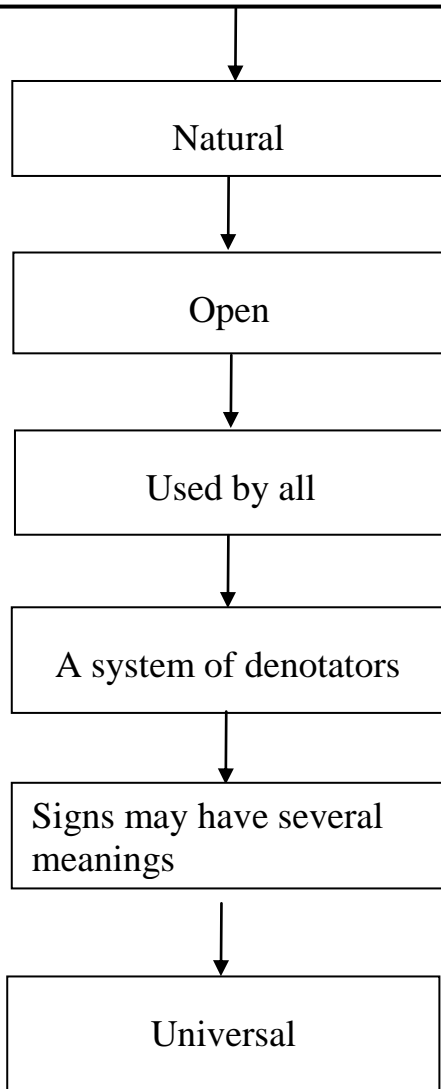 Natural
Open
Used by all
A system of denotators
Signs may have several
meanings
Universal